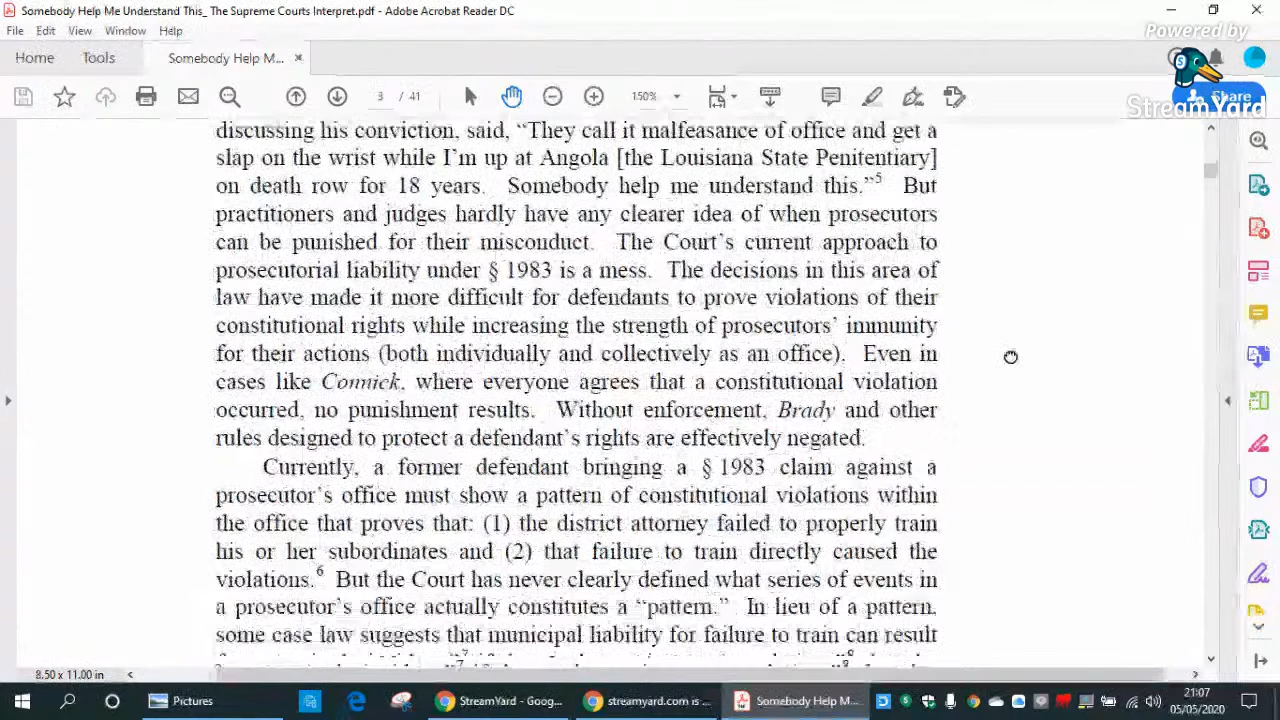 Somebody Help Me Understand This_ The Supreme Courts Interpret.pdf - Adobe Acrobat Reader DC
File Edit View Window Help
Powered by
Home Tools Somebody Help M... ×
StreamYard
Share
3 / 41
150%
discussing his conviction, said, “They call it malfeasance of office and get a
slap on the wrist while I’m up at Angola [the Louisiana State Penitentiary]
on death row for 18 years. Somebody help me understand this.”5 But
practitioners and judges hardly have any clearer idea of when prosecutors
can be punished for their misconduct. The Court’s current approach to
prosecutorial liability under § 1983 is a mess. The decisions in this area of
law have made it more difficult for defendants to prove violations of their
constitutional rights while increasing the strength of prosecutors’ immunity
for their actions (both individually and collectively as an office). Even in
cases like Connick, where everyone agrees that a constitutional violation
occurred, no punishment results. Without enforcement, Brady and other
rules designed to protect a defendant’s rights are effectively negated.
Currently, a former defendant bringing a § 1983 claim against a
prosecutor’s office must show a pattern of constitutional violations within
the office that proves that: (1) the district attorney failed to properly train
his or her subordinates and (2) that failure to train directly caused the
violations.6 But the Court has never clearly defined what series of events in
a prosecutor’s office actually constitutes a “pattern.” In lieu of a pattern,
some case law suggests that municipal liability for failure to train can result
8.50 x 11.00 in
Pictures
StreamYard - Goog...
streamyard.com is ...
Somebody Help M...
21:07
05/05/2020